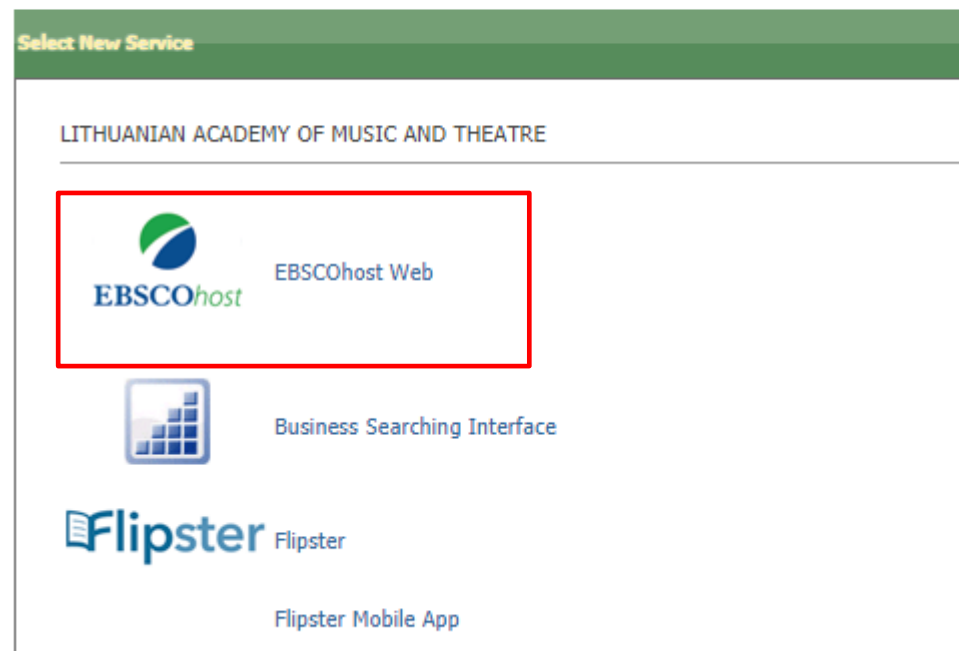 Select New Service
LITHUANIAN ACADEMY OF MUSIC AND THEATRE
EBSCOhost
EBSCOhost Web
Business Searching Interface
Flipster
Flipster
Flipster Mobile App